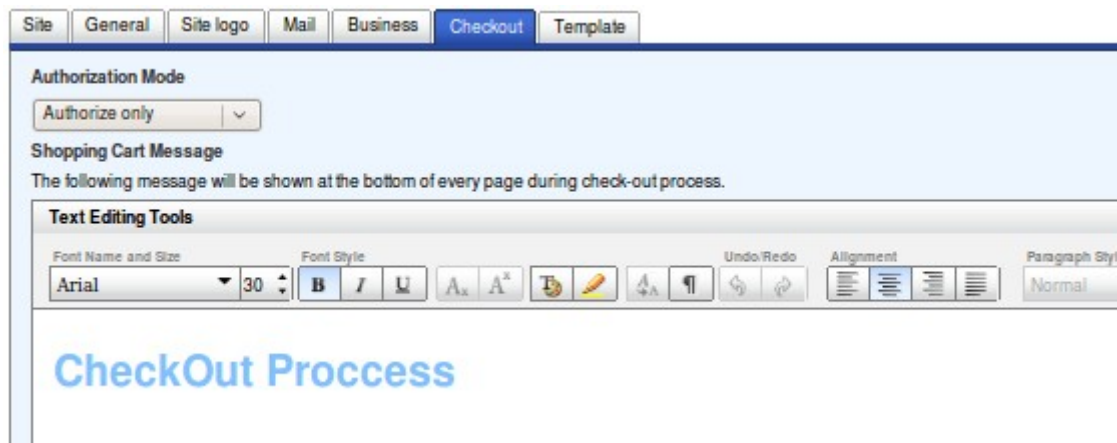 Site General Site logo Mail Business Checkout Template
Authorization Mode
Authorize only
Shopping Cart Message
The following message will be shown at the bottom of every page during check-out process.
Text Editing Tools
Font Name and Size Font Style Undo/Redo Alignment Paragraph Styl
Arial 30 B I U Normal
CheckOut Proccess